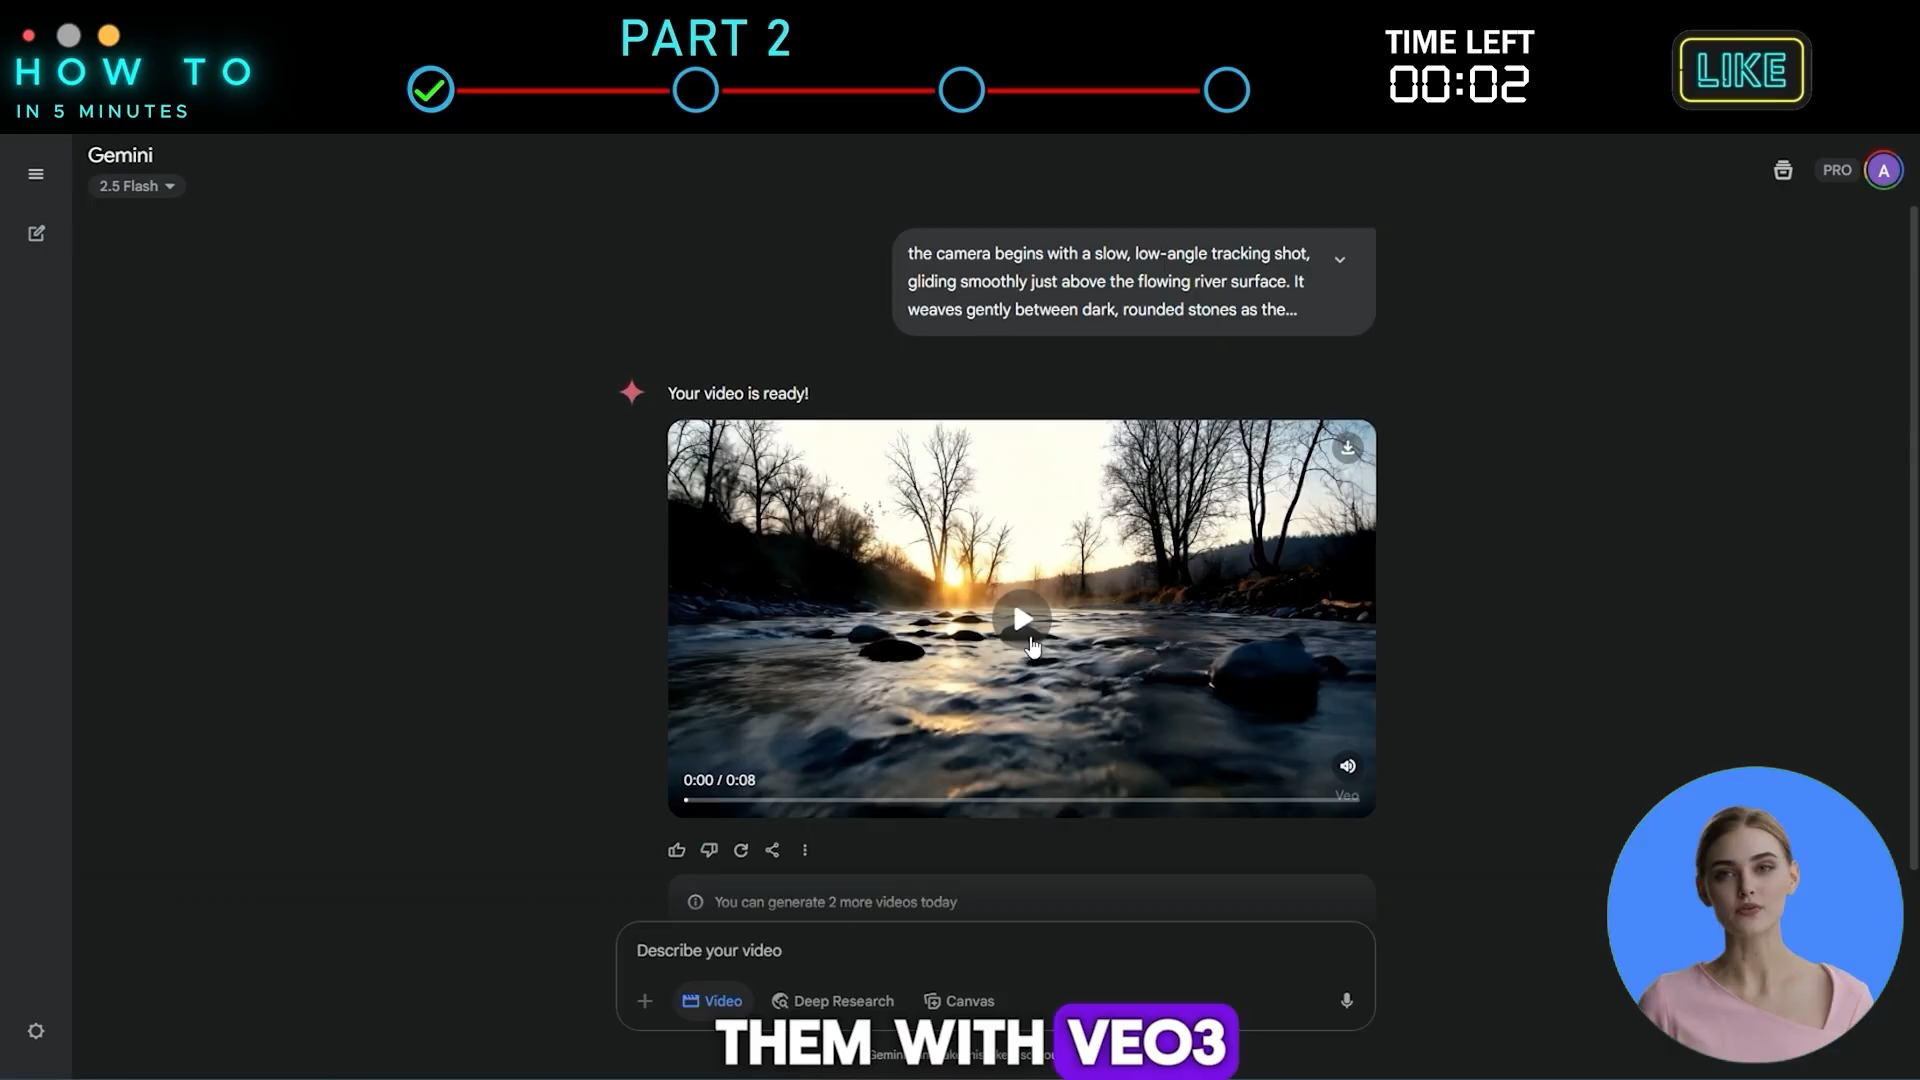 PART 2
HOW TO
IN 5 MINUTES
TIME LEFT
00:02
LIKE
Gemini
2.5 Flash
PRO
A
the camera begins with a slow, low-angle tracking shot,
gliding smoothly just above the flowing river surface. It
weaves gently between dark, rounded stones as the...
Your video is ready!
0:00 / 0:08
Veo
You can generate 2 more videos today
Describe your video
Video
Deep Research
Canvas
THEM WITH VEO3